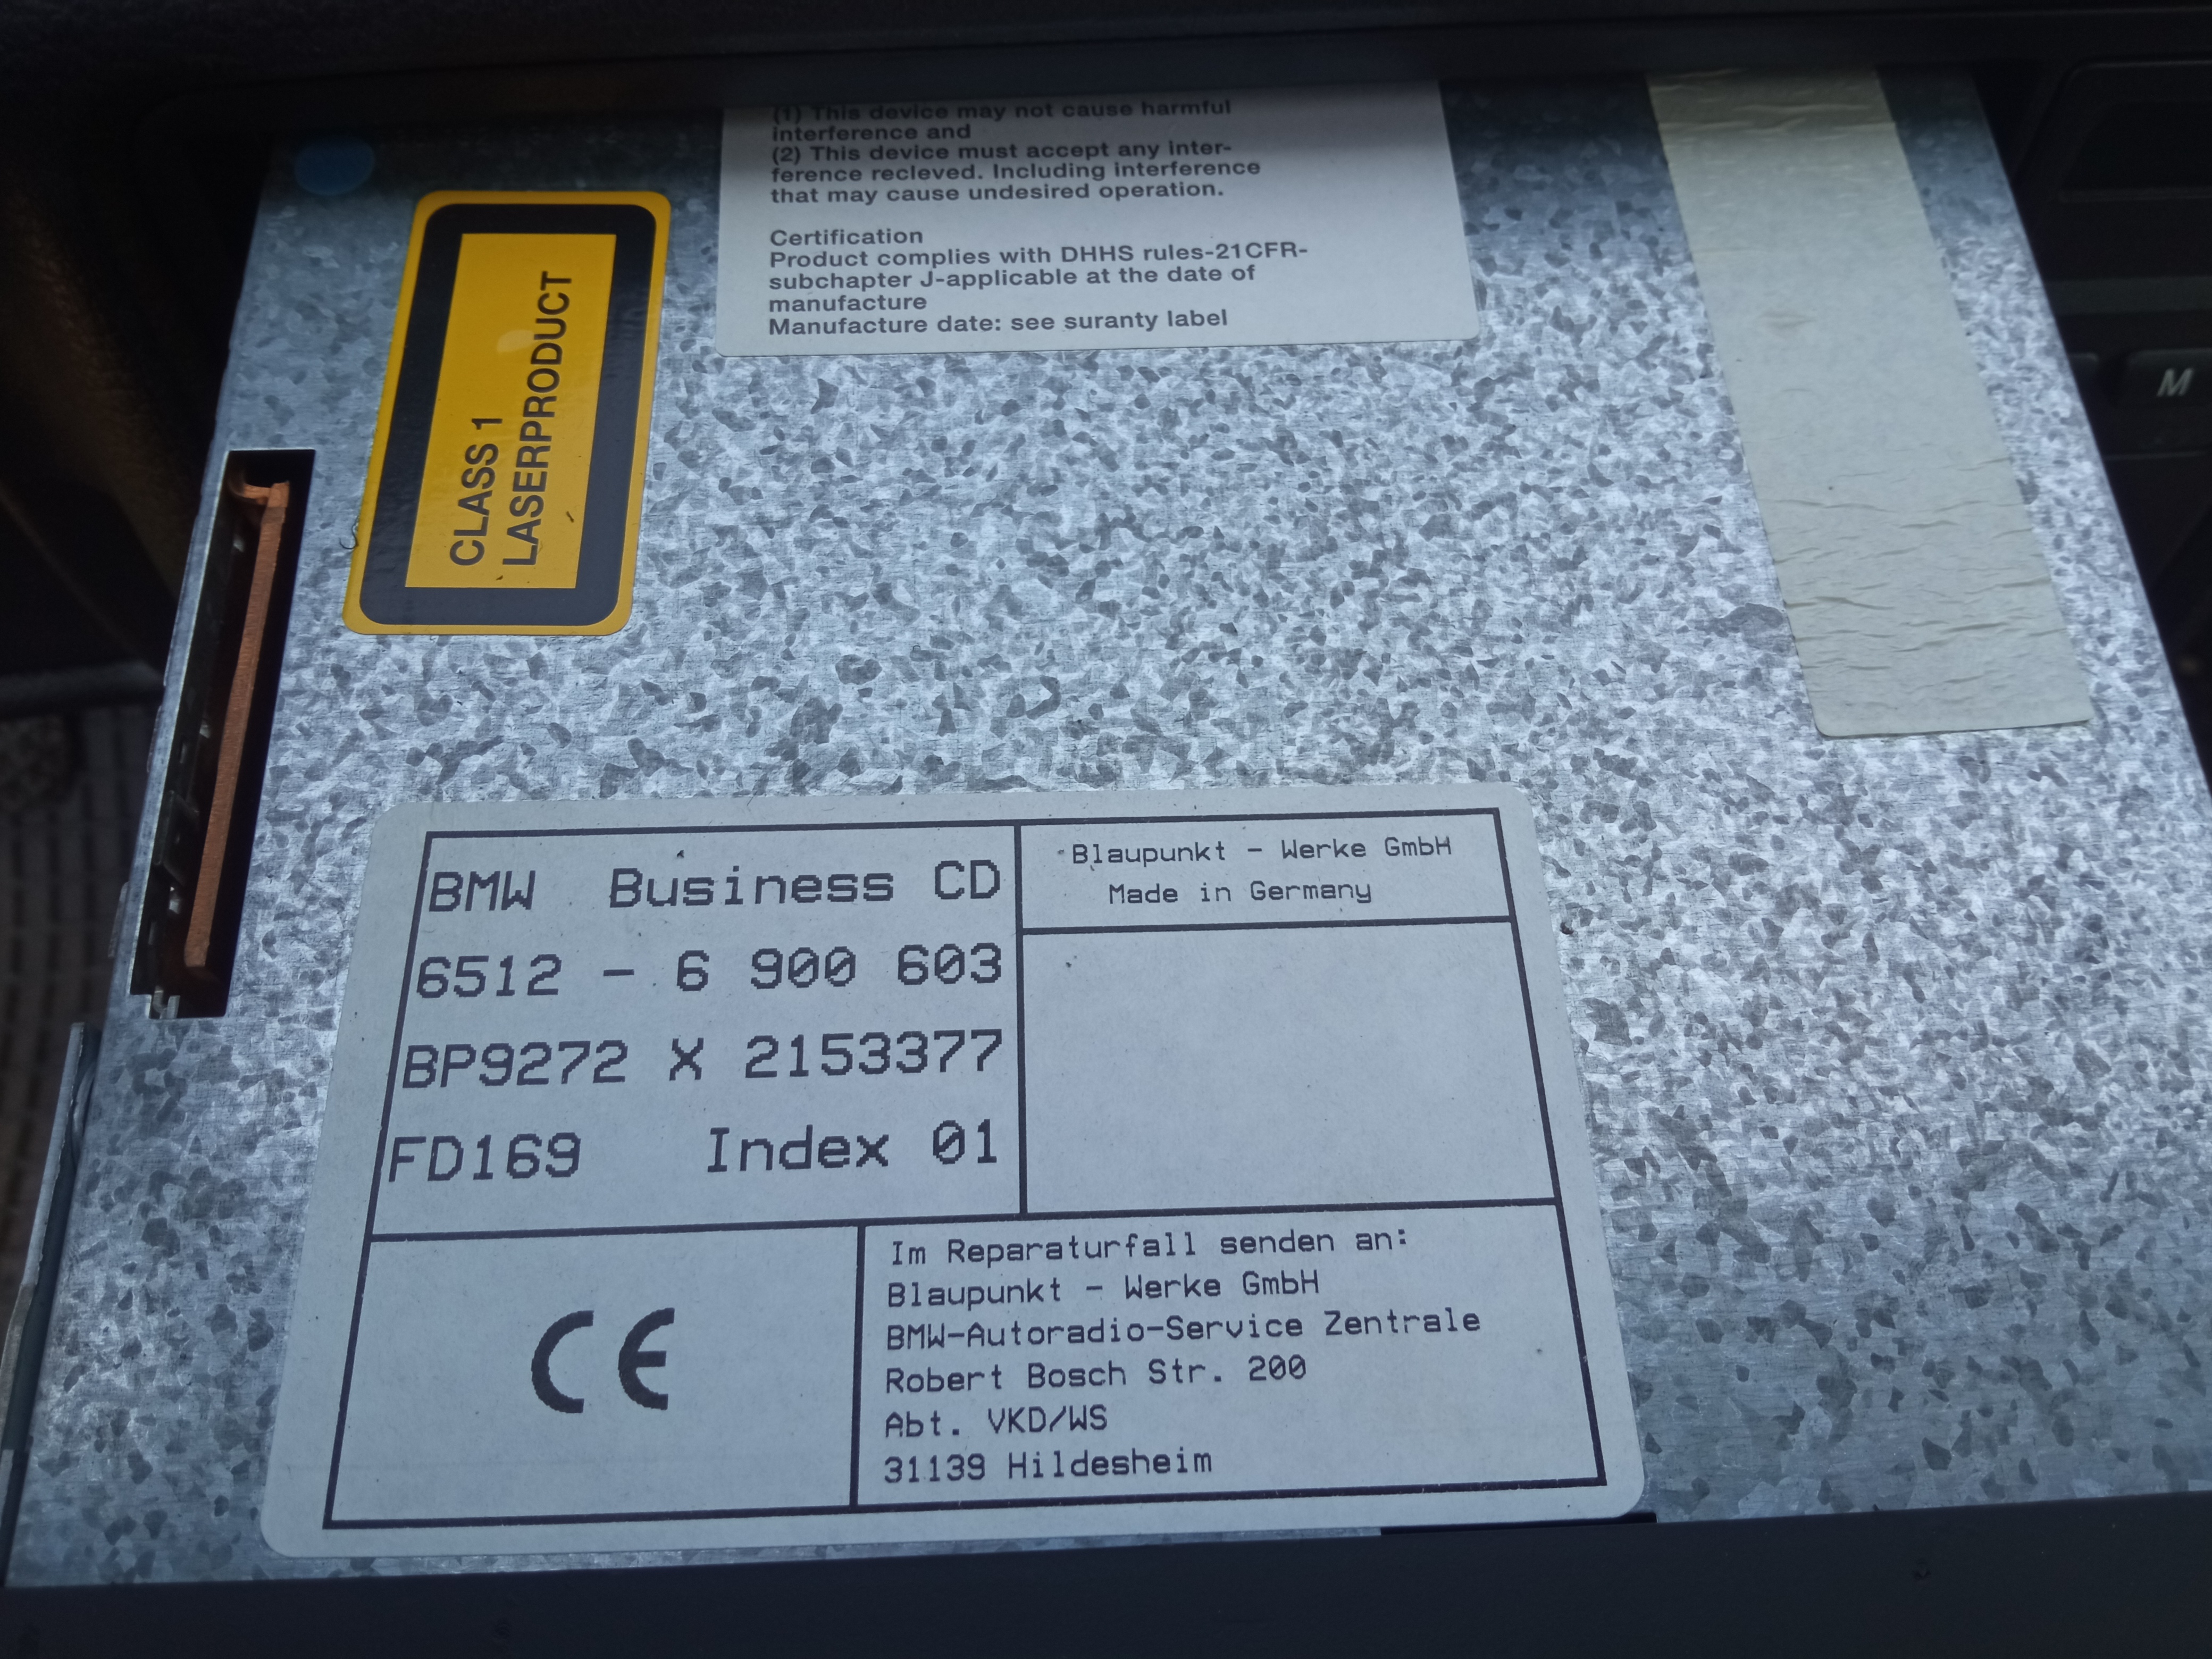 (1) This device may not cause harmful
interference and
(2) This device must accept any inter-
ference recieved. Including interference
that may cause undesired operation.
Certification
Product complies with DHHS rules-21CFR-
subchapter J-applicable at the date of
manufacture
Manufacture date: see suranty label
CLASS 1
LASERPRODUCT
M
BMW Business CD
6512 - 6 900 603
BP9272 X 2153377
FD169 Index 01
Blaupunkt - Werke GmbH
Made in Germany
CE
Im Reparaturfall senden an:
Blaupunkt - Werke GmbH
BMW-Autoradio-Service Zentrale
Robert Bosch Str. 200
Abt. VKD/WS
31139 Hildesheim